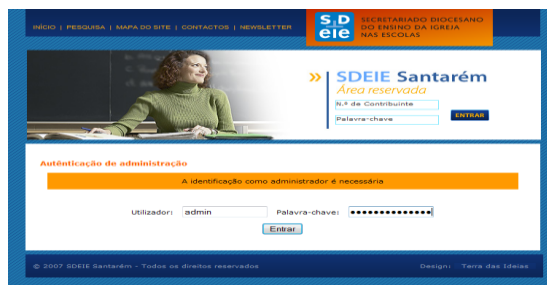 INÍCIO | PESQUISA | MAPA DO SITE | CONTACTOS | NEWSLETTER
S.D
eie
SECRETARIADO DIOCESANO
DO ENSINO DA IGREJA
NAS ESCOLAS
» SDEIE Santarém
Área reservada
N.º de Contribuinte
Palavra-chave
ENTRAR
Autênticação de administração
A identificação como administrador é necessária
Utilizador: admin Palavra-chave: ••••••••••••••
Entrar
© 2007 SDEIE Santarém - Todos os direitos reservados
Design: Terra das Ideias